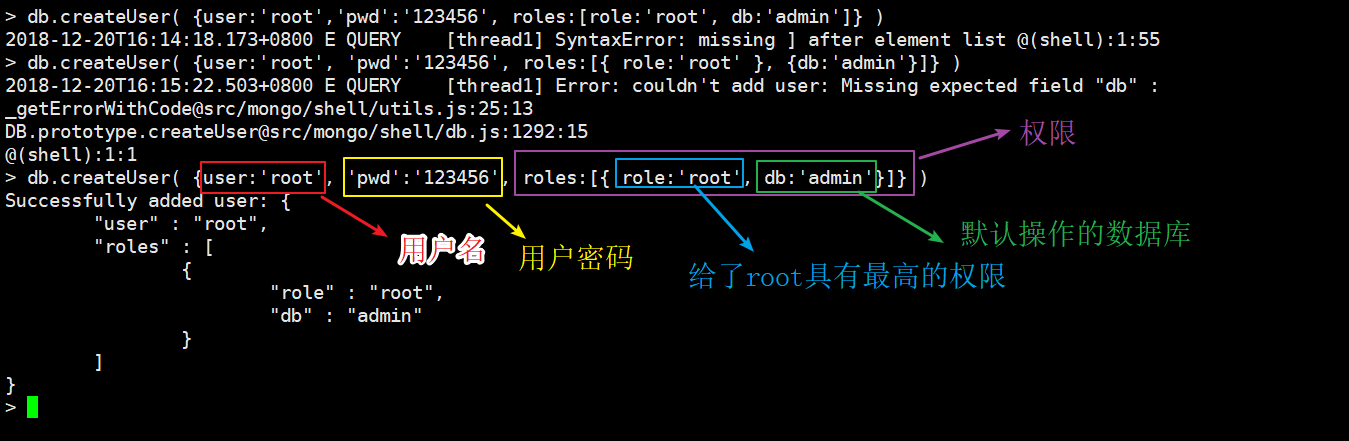 > db.createUser( {user:'root','pwd':'123456', roles:[role:'root', db:'admin']} )
2018-12-20T16:14:18.173+0800 E QUERY    [thread1] SyntaxError: missing ] after element list @(shell):1:55
> db.createUser( {user:'root', 'pwd':'123456', roles:[{ role:'root' }, {db:'admin'}]} )
2018-12-20T16:15:22.503+0800 E QUERY    [thread1] Error: couldn't add user: Missing expected field "db" :
_getErrorWithCode@src/mongo/shell/utils.js:25:13
DB.prototype.createUser@src/mongo/shell/db.js:1292:15
权限
@(shell):1:1
> db.createUser( {user:'root', 'pwd':'123456', roles:[{ role:'root', db:'admin'}]} )
Successfully added user: {
        "user" : "root",
        "roles" : [
用户名
用户密码
默认操作的数据库
                {
给了root具有最高的权限
                        "role" : "root",
                        "db" : "admin"
                }
        ]
}
>